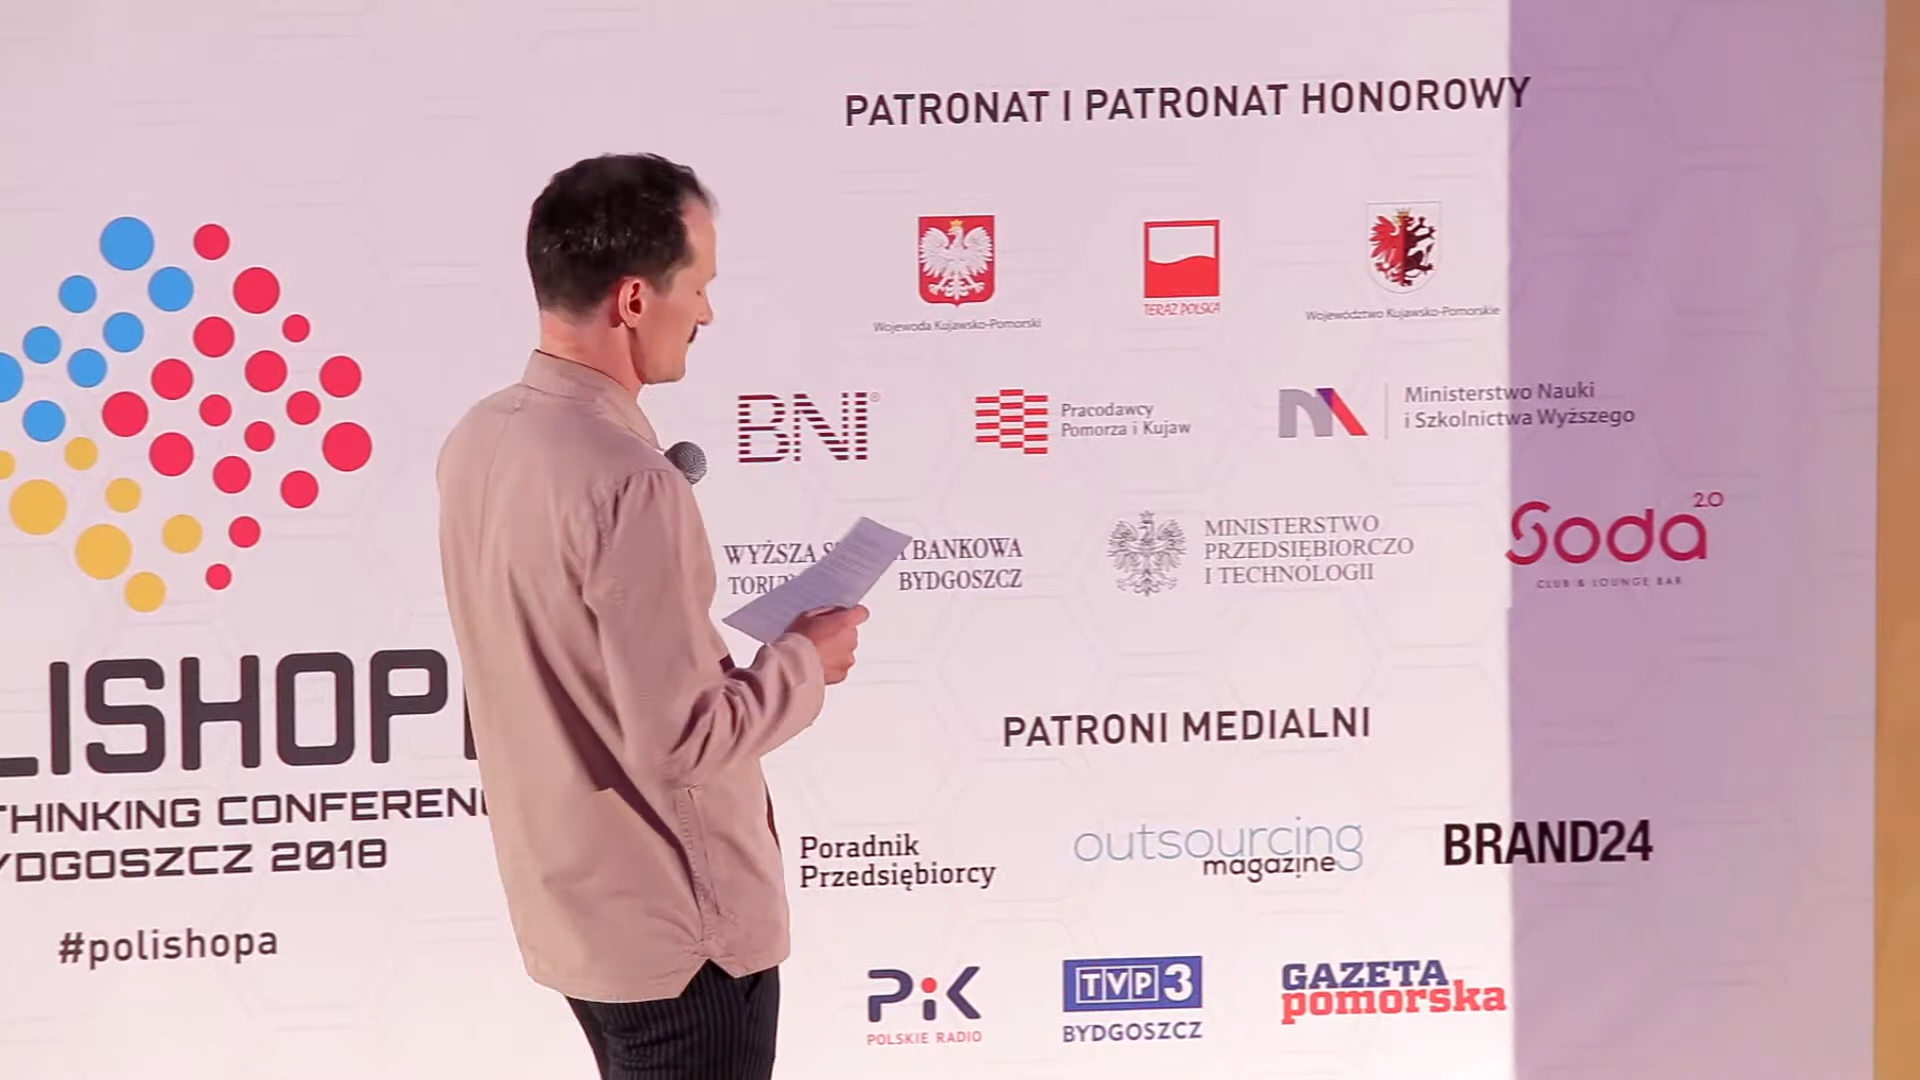 PATRONAT I PATRONAT HONOROWY
Wojewoda Kujawsko-Pomorski
TERAZ POLSKA
Województwo Kujawsko-Pomorskie
BNI®
Pracodawcy
Pomorza i Kujaw
Ministerstwo Nauki
i Szkolnictwa Wyższego
WYŻSZA S A BANKOWA
TORU BYDGOSZCZ
MINISTERSTWO
PRZEDSIĘBIORCZO
I TECHNOLOGII
Soda 2.0
CLUB & LOUNGE BAR
LISHOP
THINKING CONFEREN
YDGOSZCZ 2018
#polishopa
PATRONI MEDIALNI
Poradnik
Przedsiębiorcy
outsourcing
magazine
BRAND24
PiK
POLSKIE RADIO
TVP3
BYDGOSZCZ
GAZETA
pomorska